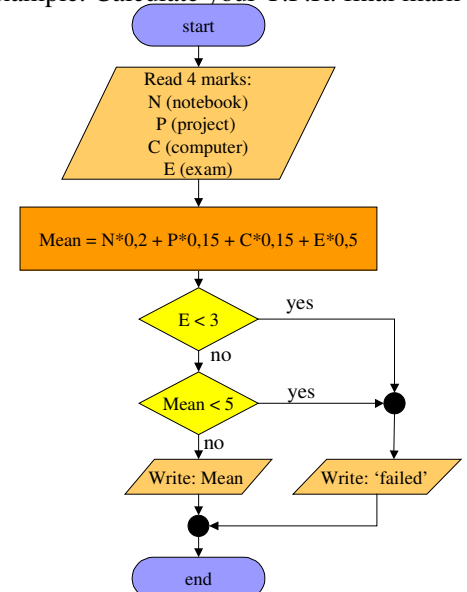 start
Read 4 marks:
N (notebook)
P (project)
C (computer)
E (exam)
Mean = N*0,2 + P*0,15 + C*0,15 + E*0,5
E < 3
yes
no
Mean < 5
yes
no
Write: Mean
Write: ‘failed’
end